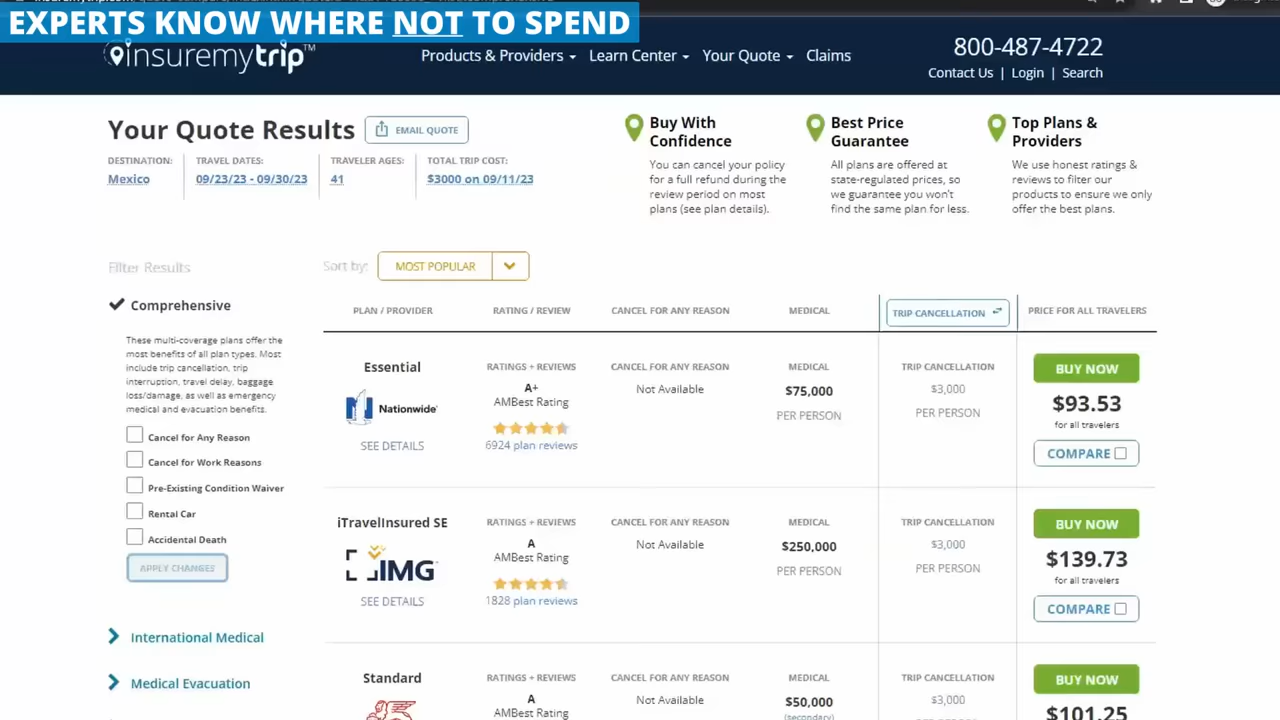 EXPERTS KNOW WHERE NOT TO SPEND
insuremytrip™
Products & Providers
Learn Center
Your Quote
Claims
800-487-4722
Contact Us | Login | Search
Your Quote Results
EMAIL QUOTE
DESTINATION:
Mexico
TRAVEL DATES:
09/23/23 - 09/30/23
TRAVELER AGES:
41
TOTAL TRIP COST:
$3000 on 09/11/23
Buy With
Confidence
You can cancel your policy
for a full refund during the
review period on most
plans (see plan details).
Best Price
Guarantee
All plans are offered at
state-regulated prices, so
we guarantee you won't
find the same plan for less.
Top Plans &
Providers
We use honest ratings &
reviews to filter our
products to ensure we only
offer the best plans.
Filter Results
Sort by:
MOST POPULAR
Comprehensive
These multi-coverage plans offer the
most benefits of all plan types. Most
include trip cancellation, trip
interruption, travel delay, baggage
loss/damage, as well as emergency
medical and evacuation benefits.
Cancel for Any Reason
Cancel for Work Reasons
Pre-Existing Condition Waiver
Rental Car
Accidental Death
APPLY CHANGES
International Medical
Medical Evacuation
PLAN / PROVIDER
RATING / REVIEW
CANCEL FOR ANY REASON
MEDICAL
TRIP CANCELLATION
PRICE FOR ALL TRAVELERS
Essential
Nationwide
SEE DETAILS
RATINGS + REVIEWS
A+
AMBest Rating
6924 plan reviews
CANCEL FOR ANY REASON
Not Available
MEDICAL
$75,000
PER PERSON
TRIP CANCELLATION
$3,000
PER PERSON
BUY NOW
$93.53
for all travelers
COMPARE
iTravelInsured SE
IMG
SEE DETAILS
RATINGS + REVIEWS
A
AMBest Rating
1828 plan reviews
CANCEL FOR ANY REASON
Not Available
MEDICAL
$250,000
PER PERSON
TRIP CANCELLATION
$3,000
PER PERSON
BUY NOW
$139.73
for all travelers
COMPARE
Standard
RATINGS + REVIEWS
A
AMBest Rating
CANCEL FOR ANY REASON
Not Available
MEDICAL
$50,000
(secondary)
TRIP CANCELLATION
$3,000
PER PERSON
BUY NOW
$101.25